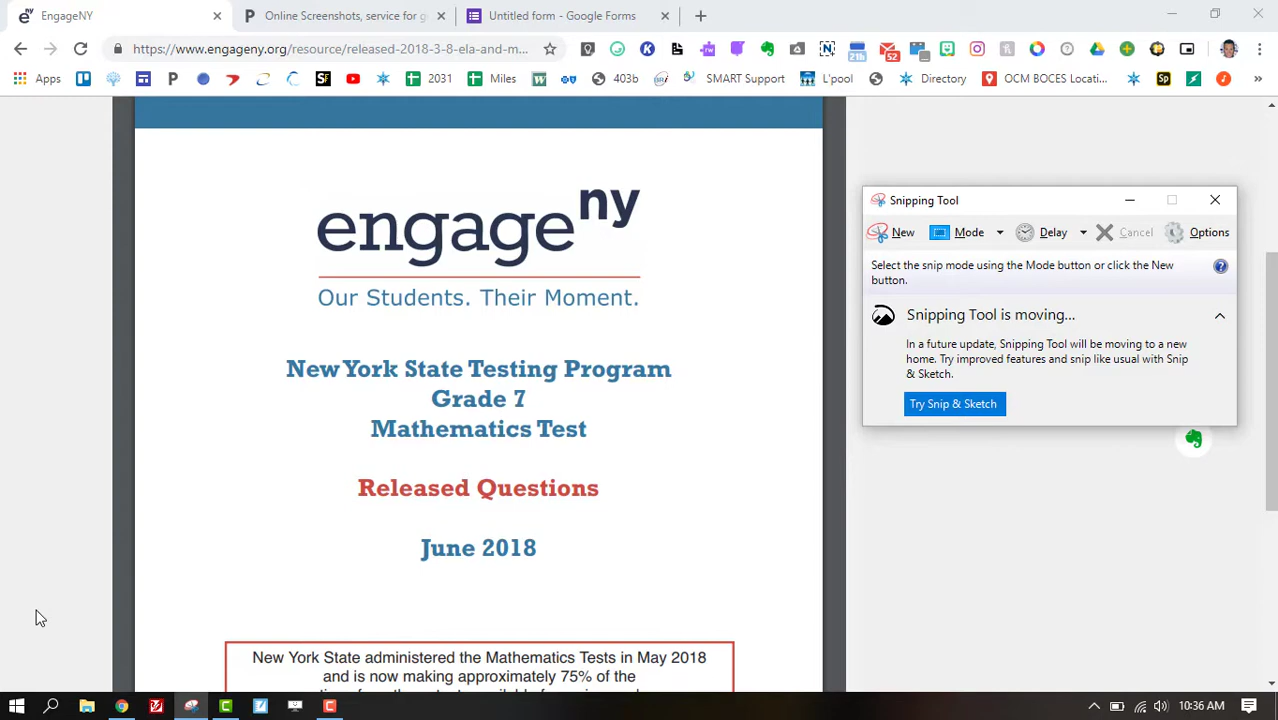 EngageNY
Online Screenshots, service for g
Untitled form - Google Forms
https://www.engageny.org/resource/released-2018-3-8-ela-and-m...
21h
52
Apps
2031
Miles
403b
SMART Support
L'pool
Directory
OCM BOCES Locati...
engage ny
Our Students. Their Moment.
New York State Testing Program
Grade 7
Mathematics Test
Released Questions
June 2018
New York State administered the Mathematics Tests in May 2018
and is now making approximately 75% of the
Snipping Tool
New Mode Delay Cancel Options
Select the snip mode using the Mode button or click the New
button.
Snipping Tool is moving...
In a future update, Snipping Tool will be moving to a new
home. Try improved features and snip like usual with Snip
& Sketch.
Try Snip & Sketch
10:36 AM